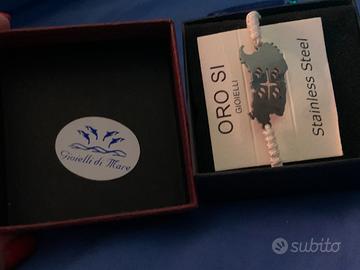 Gioielli di Mare
ORO SI
GIOIELLI
Stainless Steel
subito